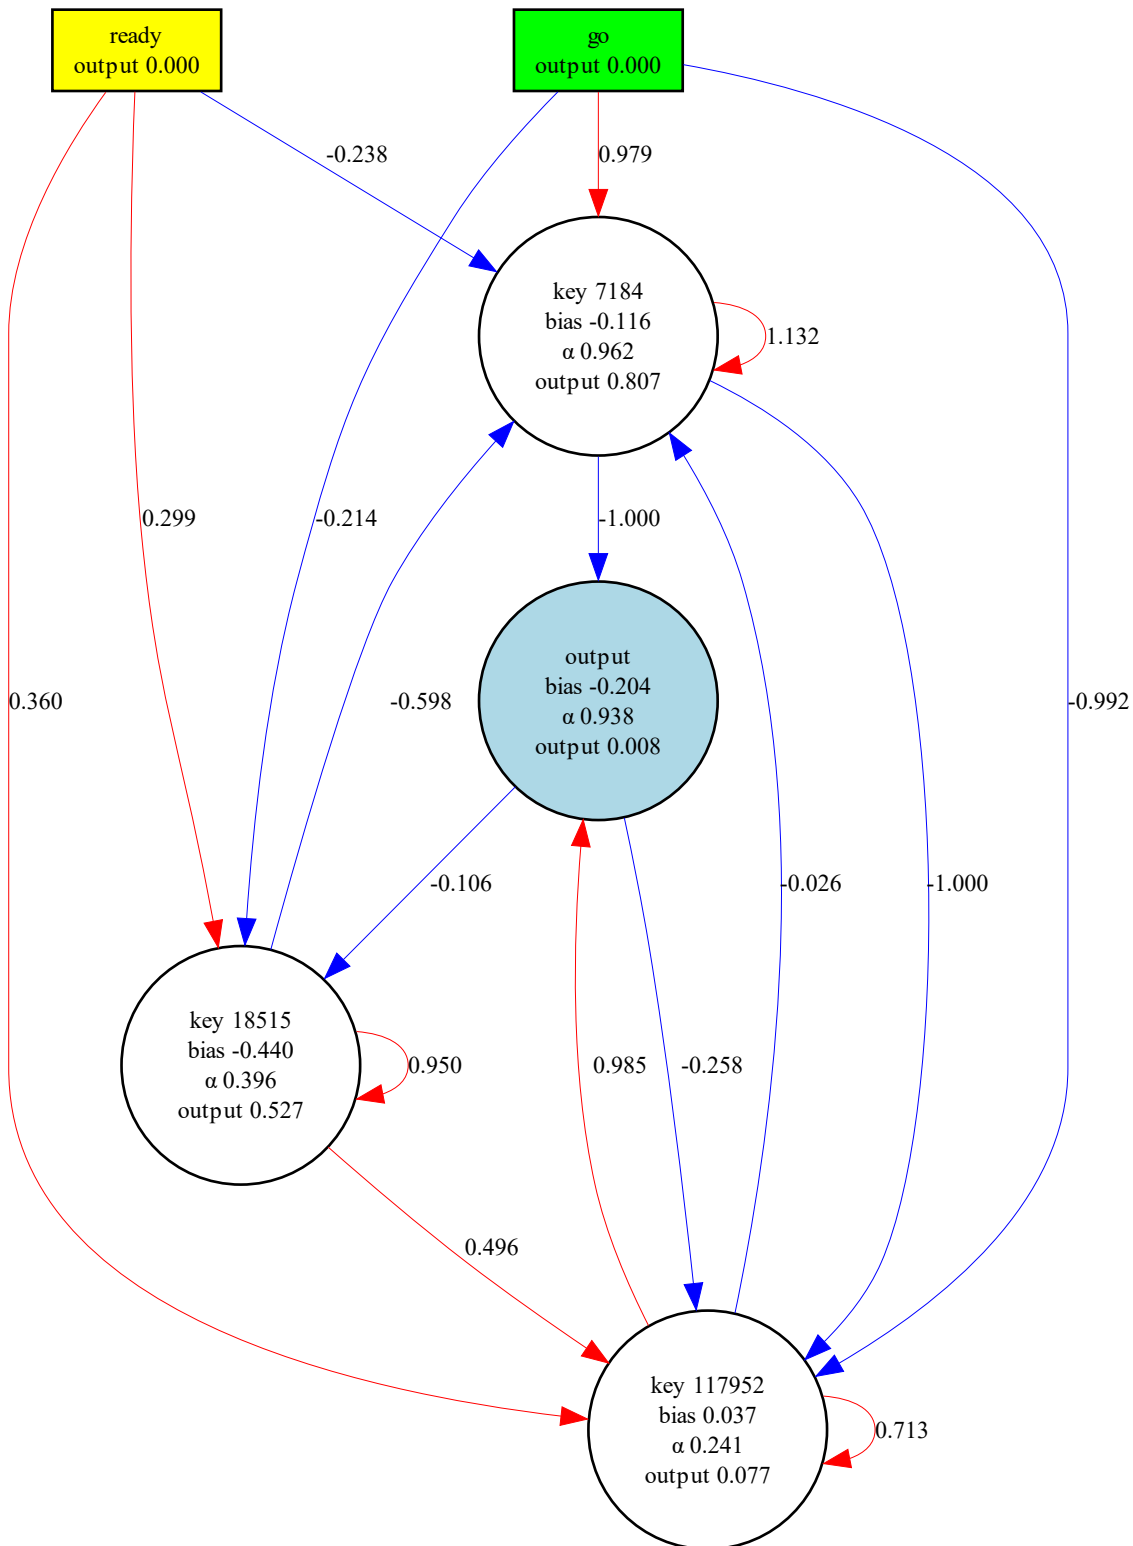 ready
output 0.000
go
output 0.000
-0.238
0.979
key 7184
bias -0.116
α 0.962
output 0.807
1.132
0.299
-0.214
-1.000
output
bias -0.204
α 0.938
output 0.008
0.360
-0.598
-0.992
-0.106
-0.026
-1.000
key 18515
bias -0.440
α 0.396
output 0.527
0.950
0.985
-0.258
0.496
key 117952
bias 0.037
α 0.241
output 0.077
0.713